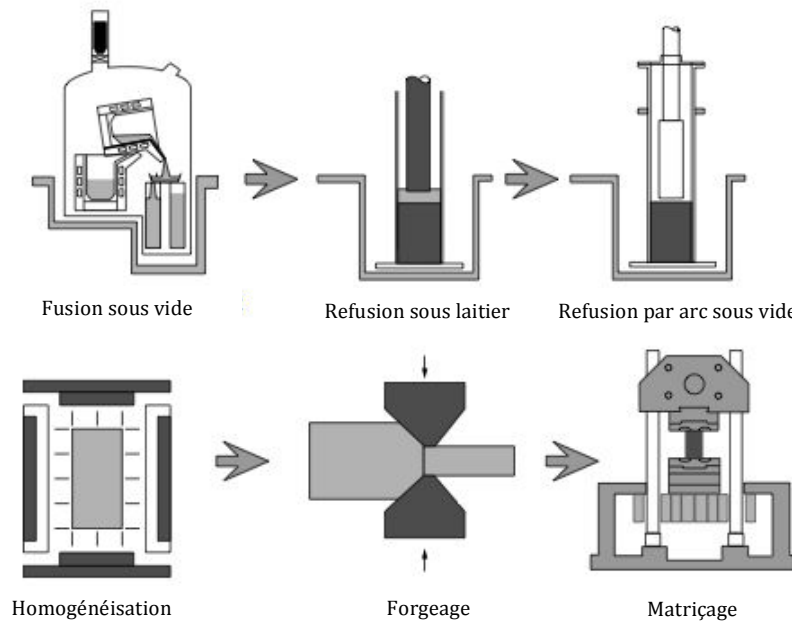 Fusion sous vide
Refusion sous laitier
Refusion par arc sous vide
Homogénéisation
Forgeage
Matriçage